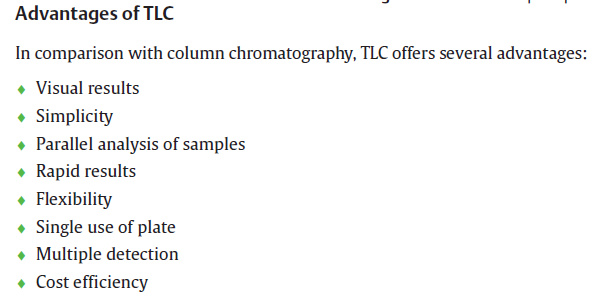 Advantages of TLC
In comparison with column chromatography, TLC offers several advantages:
♦ Visual results
♦ Simplicity
♦ Parallel analysis of samples
♦ Rapid results
♦ Flexibility
♦ Single use of plate
♦ Multiple detection
♦ Cost efficiency